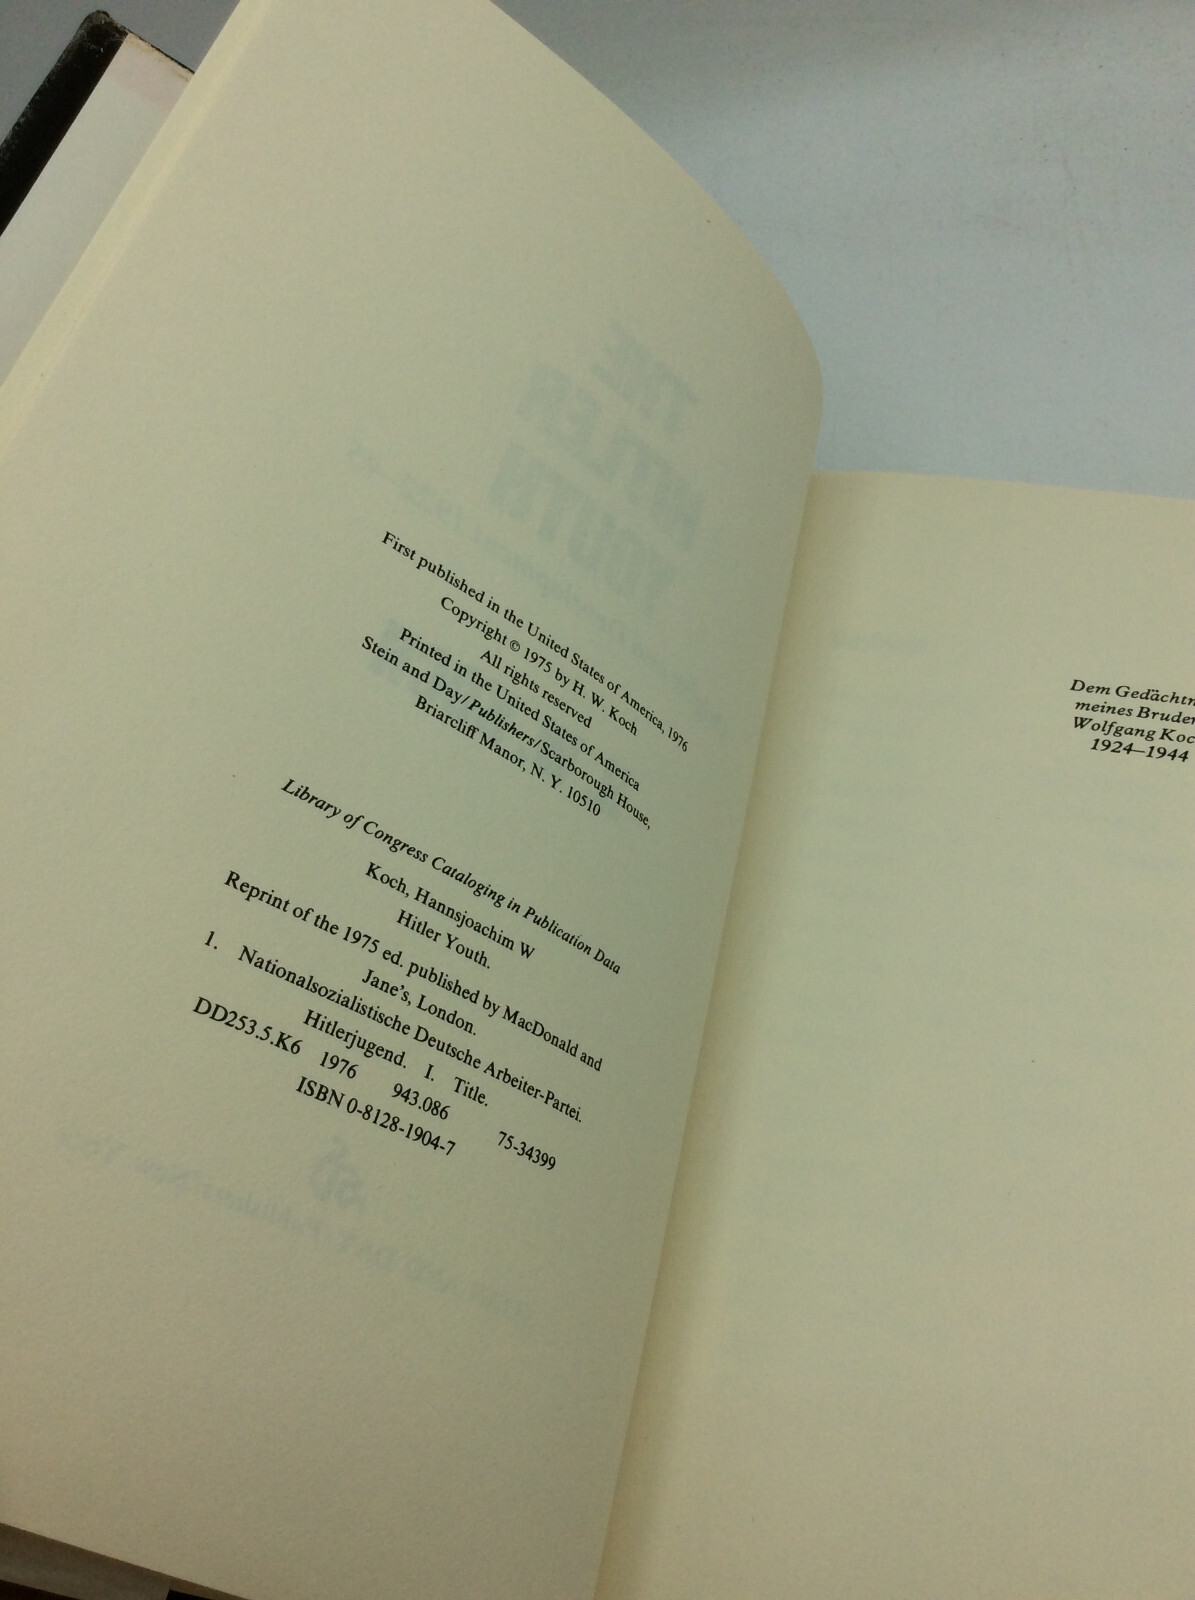 First published in the United States of America, 1976
Copyright © 1975 by H. W. Koch
All rights reserved
Printed in the United States of America
Stein and Day/Publishers/Scarborough House,
Briarcliff Manor, N. Y. 10510
Library of Congress Cataloging in Publication Data
Koch, Hannsjoachim W
Hitler Youth.
Reprint of the 1975 ed. published by MacDonald and
Jane's, London.
1. Nationalsozialistische Deutsche Arbeiter-Partei.
Hitlerjugend. I. Title.
DD253.5.K6 1976 943.086 75-34399
ISBN 0-8128-1904-7
Dem Gedächtn
meines Bruder
Wolfgang Koc
1924–1944